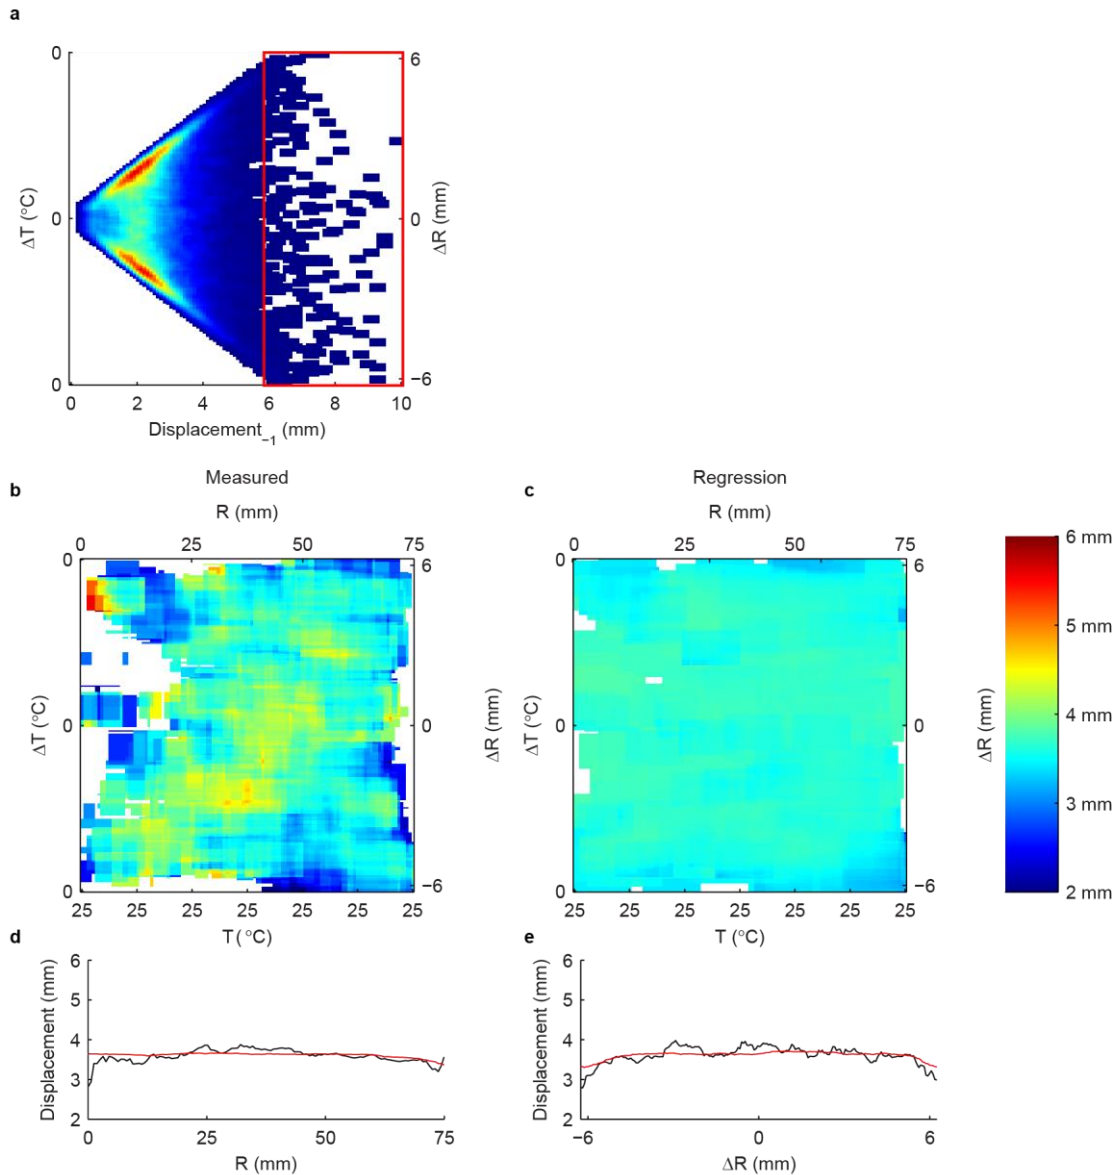 a
0
6
ΔT (°C)
0
0
ΔR (mm)
0
−6
0 2 4 6 8 10
Displacement₋₁ (mm)
Measured
Regression
b
c
R (mm)
R (mm)
0 25 50 75
0 25 50 75
0
6
0
6
6 mm
5 mm
ΔT (°C)
0
0
ΔR (mm)
ΔT (°C)
0
0
ΔR (mm)
4 mm
3 mm
0
−6
0
−6
2 mm
25 25 25 25 25 25 25
25 25 25 25 25 25 25
T( °C)
T (°C)
d
e
6
5
4
3
2
Displacement (mm)
0 25 50 75
R (mm)
6
5
4
3
2
Displacement (mm)
−6 0 6
ΔR (mm)